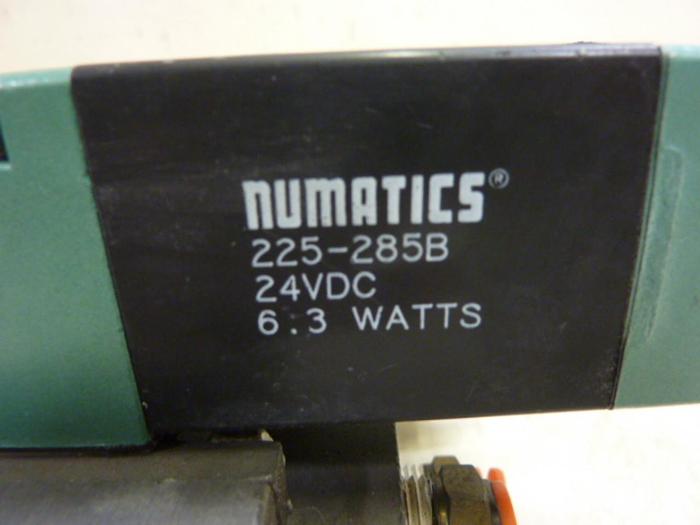 NUMATICS®
225-285B
24VDC
6.3 WATTS